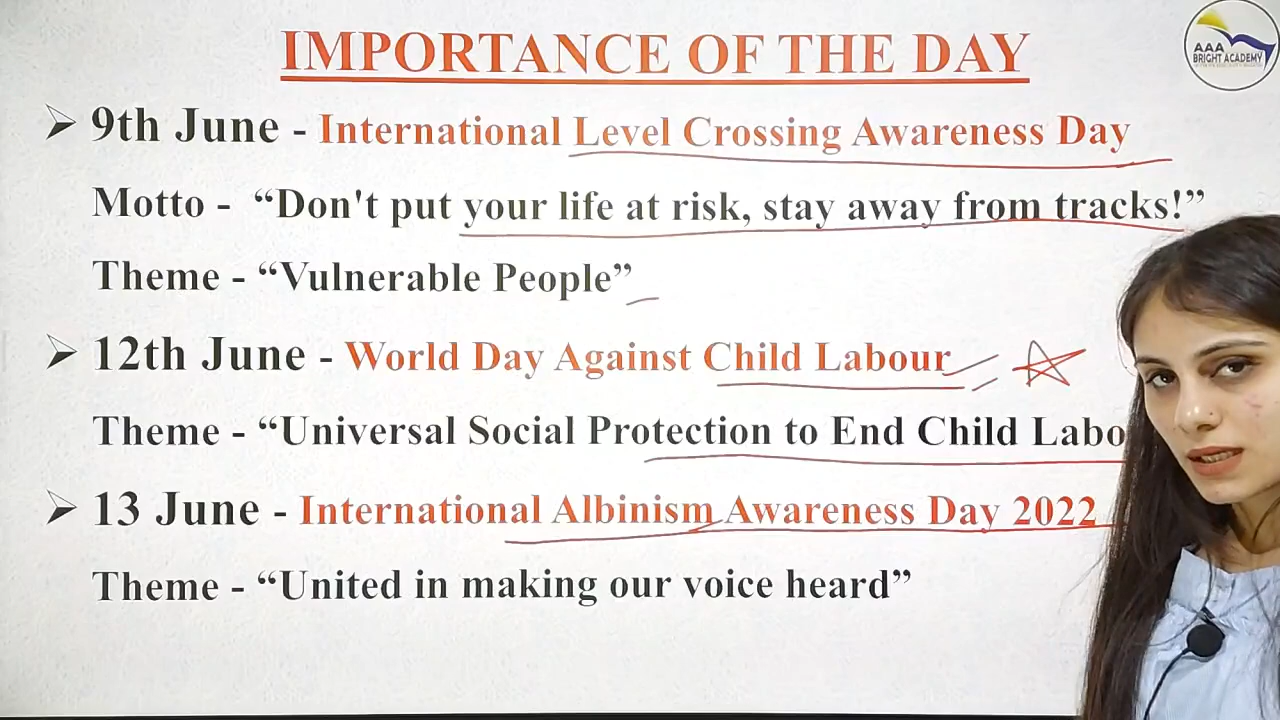 IMPORTANCE OF THE DAY
AAA
BRIGHT ACADEMY
➢ 9th June - International Level Crossing Awareness Day
Motto - “Don't put your life at risk, stay away from tracks!”
Theme - “Vulnerable People”
➢ 12th June - World Day Against Child Labour
Theme - “Universal Social Protection to End Child Labo
➢ 13 June - International Albinism Awareness Day 2022
Theme - “United in making our voice heard”